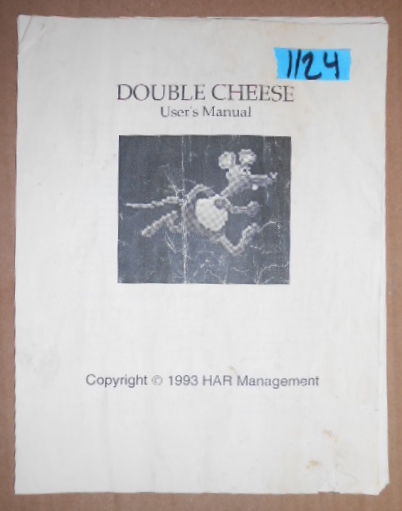 1124
DOUBLE CHEESE
User's Manual
Copyright © 1993 HAR Management